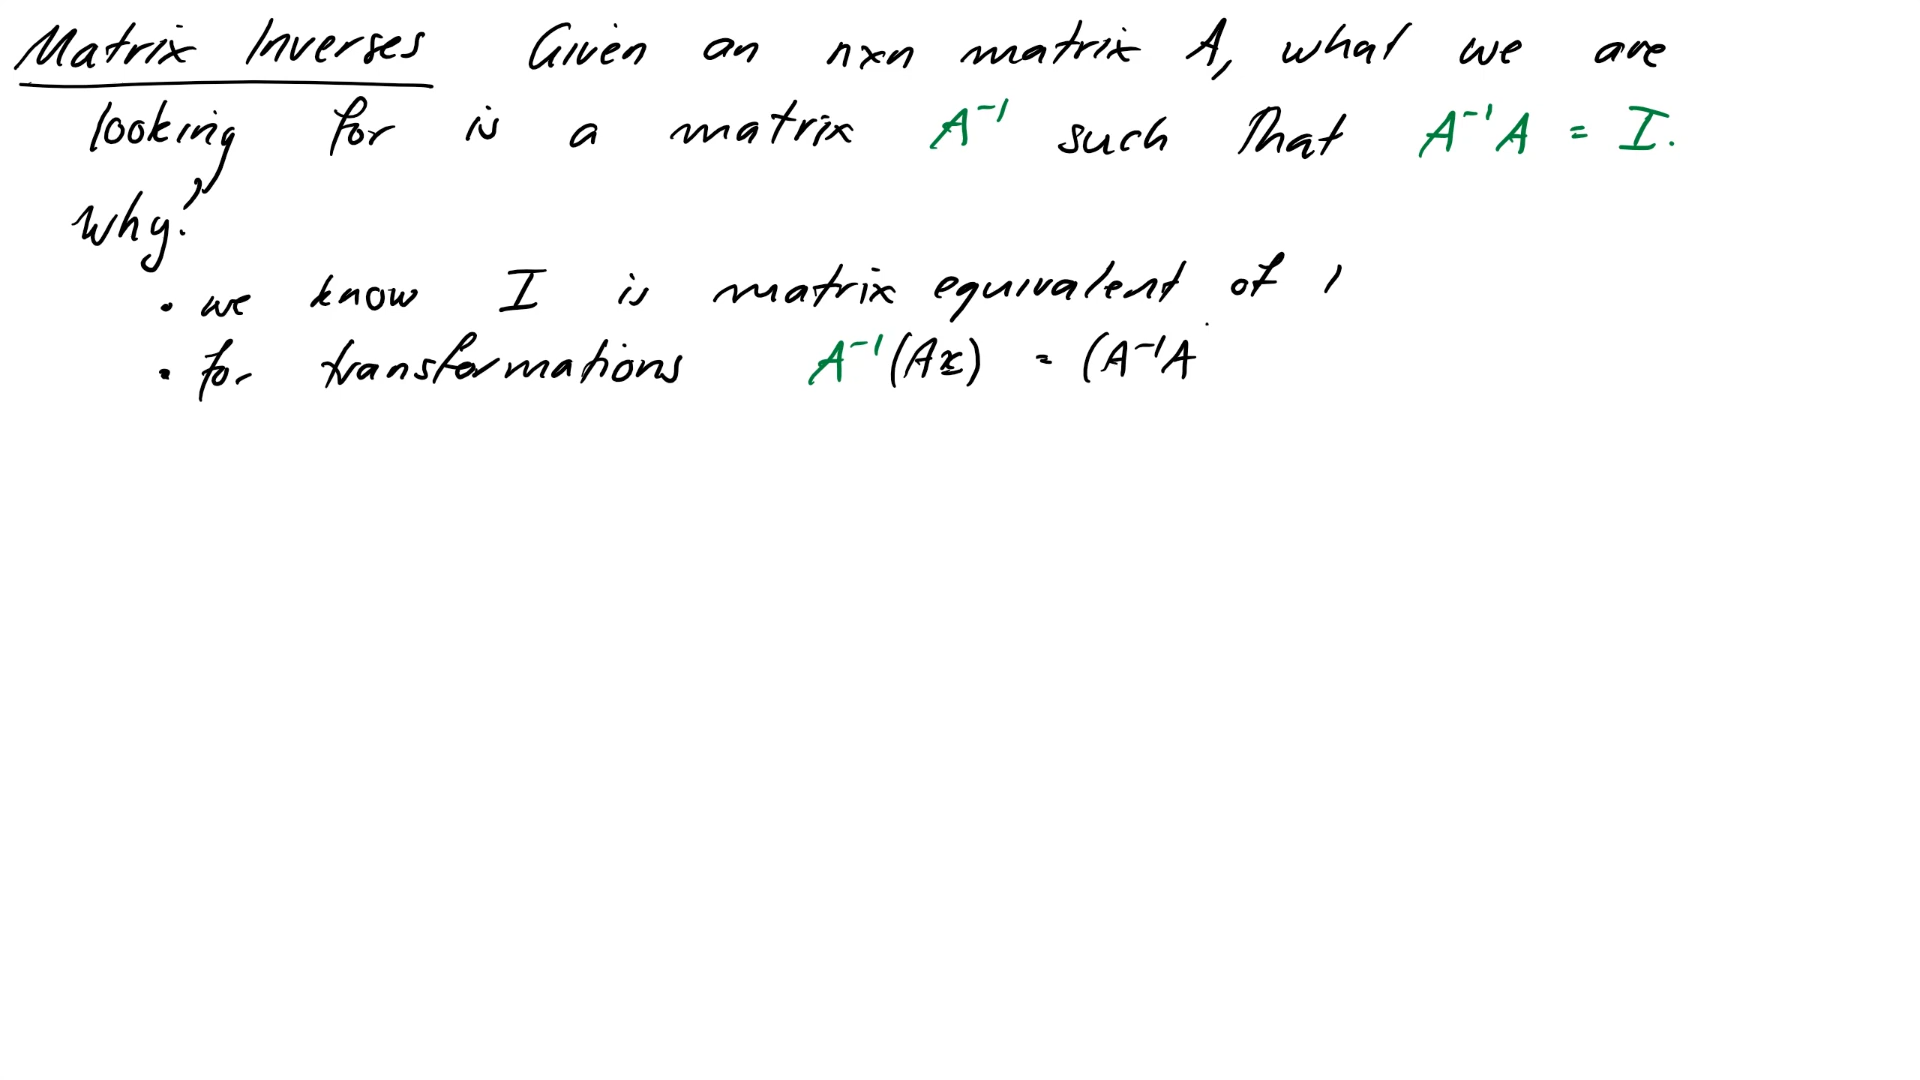 Matrix Inverses Given an nxn matrix A, what we are
looking for is a matrix A⁻¹ such that A⁻¹A = I.
Why?
• we know I is matrix equivalent of 1
• for transformations A⁻¹(Ax) = (A⁻¹A